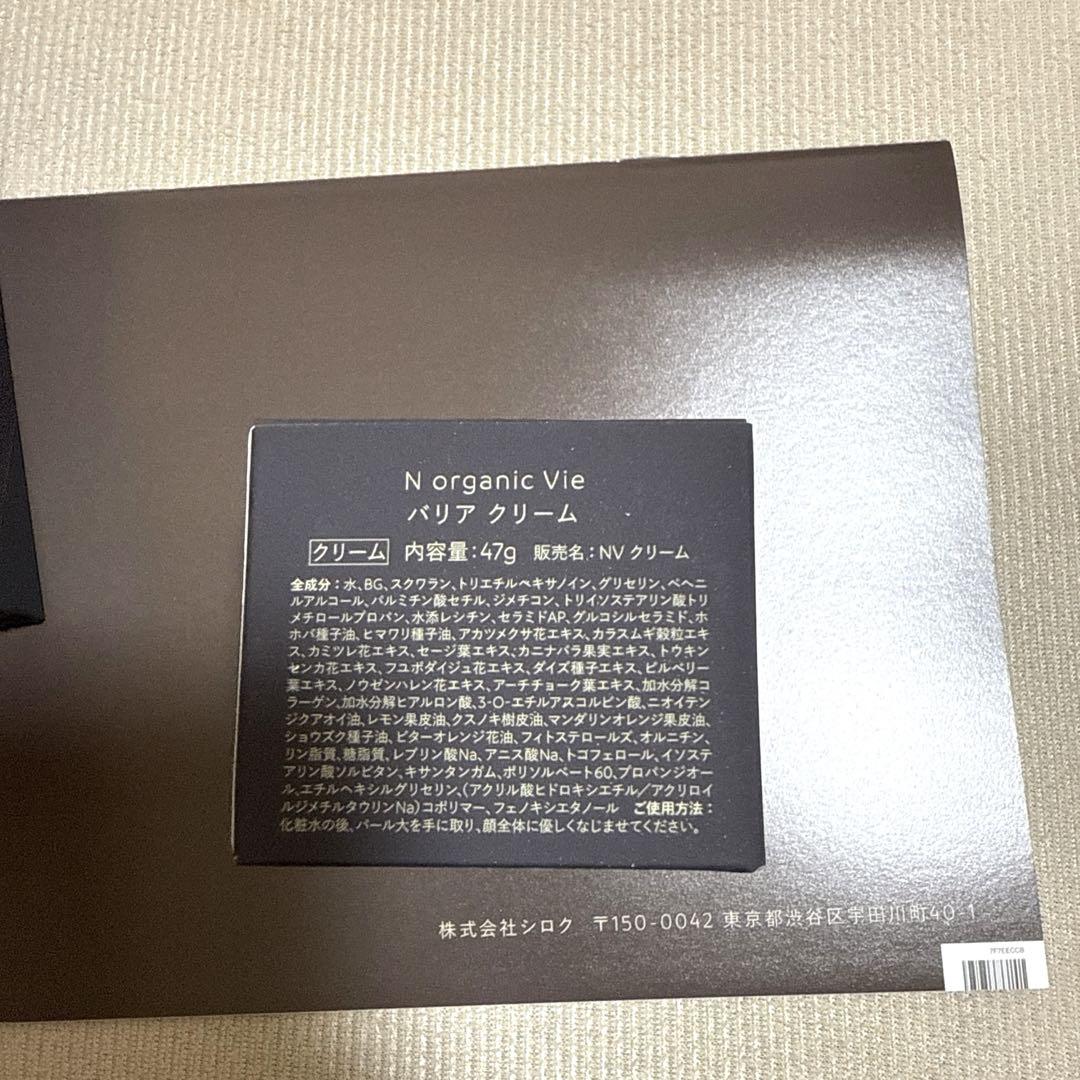 N organic Vie
バリア クリーム
クリーム 内容量:47g 販売名:NV クリーム
全成分:水、BG、スクワラン、トリエチルヘキサノイン、グリセリン、ベヘニ
ルアルコール、パルミチン酸セチル、ジメチコン、トリイソステアリン酸トリ
メチロールプロパン、水添レシチン、セラミドAP、グルコシルセラミド、ホ
ホバ種子油、ヒマワリ種子油、アカツメクサ花エキス、カラスムギ穀粒エキ
ス、カミツレ花エキス、セージ葉エキス、カニナバラ果実エキス、トウキン
センカ花エキス、フユボダイジュ花エキス、ダイズ種子エキス、ビルベリー
葉エキス、ノウゼンハレン花エキス、アーチチョーク葉エキス、加水分解コ
ラーゲン、加水分解ヒアルロン酸、3-O-エチルアスコルビン酸、ニオイテン
ジクアオイ油、レモン果皮油、クスノキ樹皮油、マンダリンオレンジ果皮油、
ショウズク種子油、ビターオレンジ花油、フィトステロールズ、オルニチン、
リン脂質、糖脂質、レブリン酸Na、アニス酸Na、トコフェロール、イソステ
アリン酸ソルビタン、キサンタンガム、ポリソルベート60、プロパンジオー
ル、エチルヘキシルグリセリン、(アクリル酸ヒドロキシエチル/アクリロイ
ルジメチルタウリンNa)コポリマー、フェノキシエタノール ご使用方法:
化粧水の後、パール大を手に取り、顔全体に優しくなじませてください。
株式会社シロク 〒150-0042 東京都渋谷区宇田川町40-1
7F7EECCB